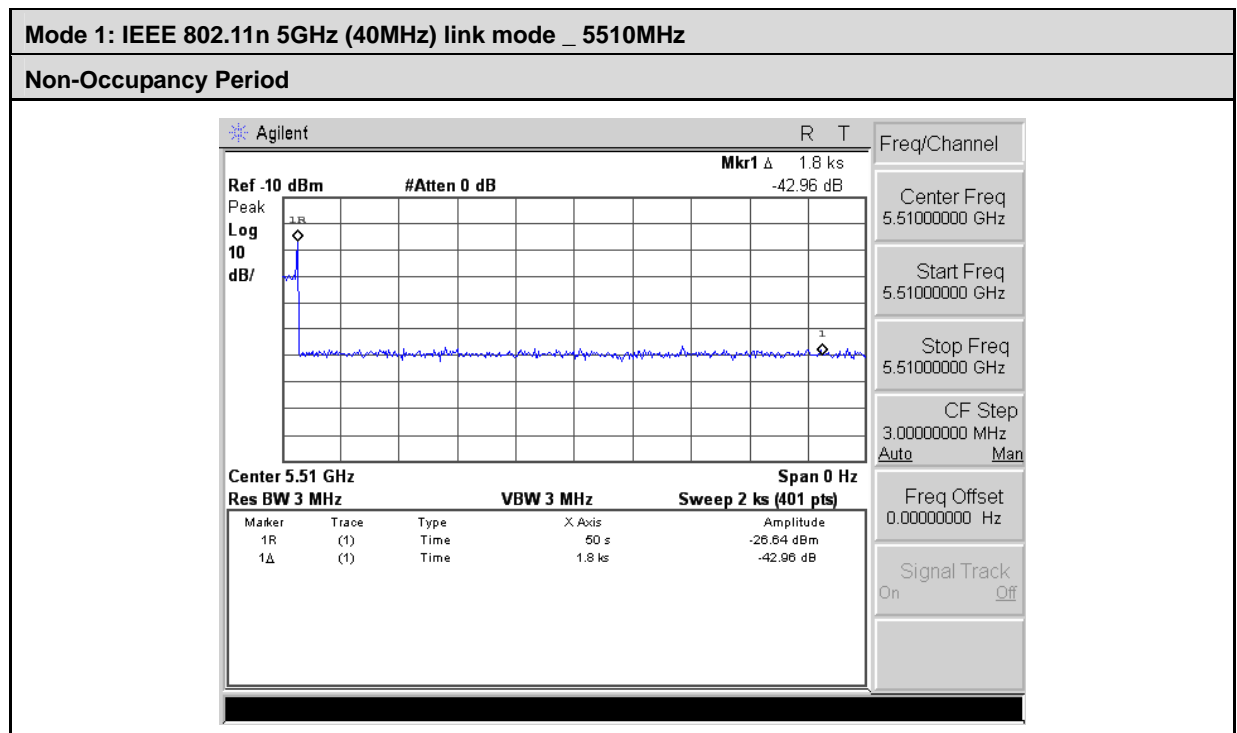 Mode 1: IEEE 802.11n 5GHz (40MHz) link mode _ 5510MHz
Non-Occupancy Period
Agilent R T
Mkr1 Δ 1.8 ks
Ref -10 dBm #Atten 0 dB -42.96 dB
Peak
Log
10
dB/
1R
1
Center 5.51 GHz Span 0 Hz
Res BW 3 MHz VBW 3 MHz Sweep 2 ks (401 pts)
Marker Trace Type X Axis Amplitude
1R (1) Time 50 s -26.64 dBm
1Δ (1) Time 1.8 ks -42.96 dB
Freq/Channel
Center Freq
5.51000000 GHz
Start Freq
5.51000000 GHz
Stop Freq
5.51000000 GHz
CF Step
3.00000000 MHz
Auto Man
Freq Offset
0.00000000 Hz
Signal Track
On Off